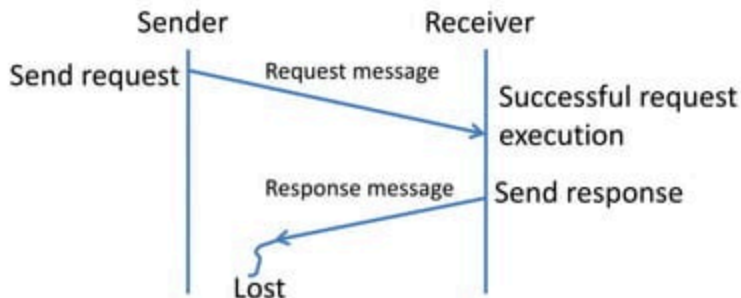 Sender
Receiver
Send request
Request message
Successful request
execution
Response message
Send response
Lost